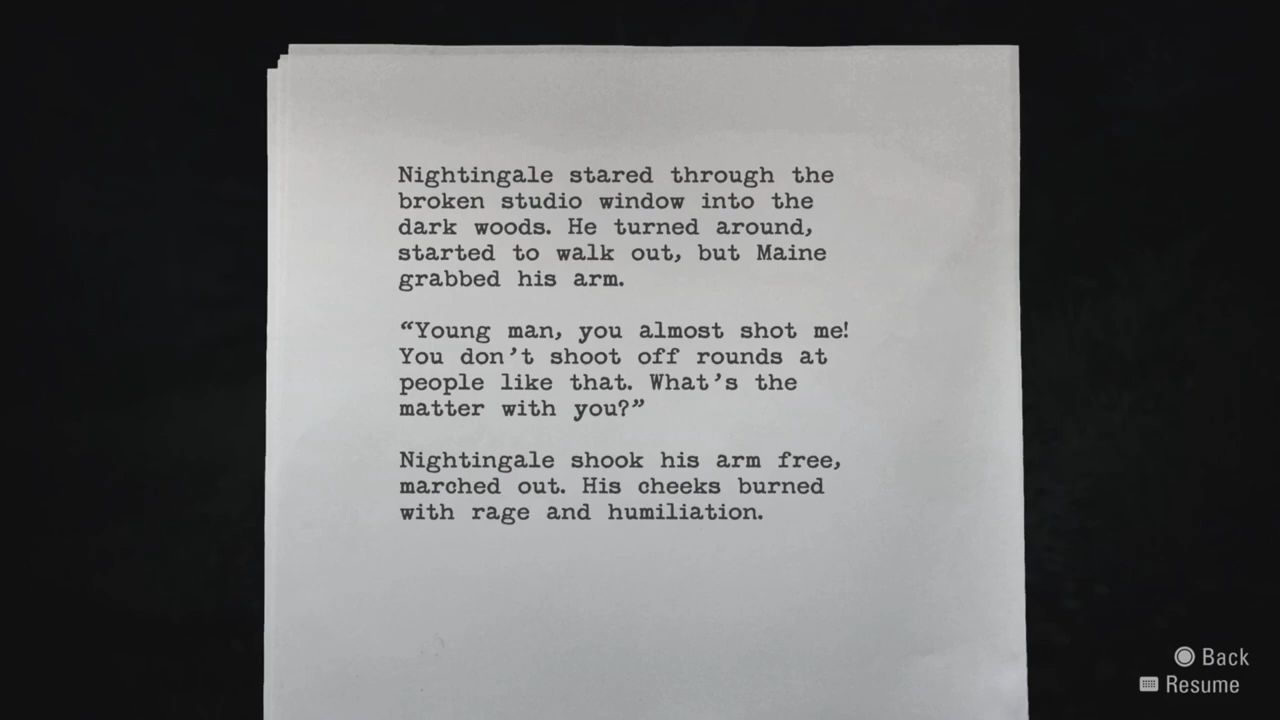 Nightingale stared through the
broken studio window into the
dark woods. He turned around,
started to walk out, but Maine
grabbed his arm.
“Young man, you almost shot me!
You don’t shoot off rounds at
people like that. What’s the
matter with you?”
Nightingale shook his arm free,
marched out. His cheeks burned
with rage and humiliation.
Back
Resume